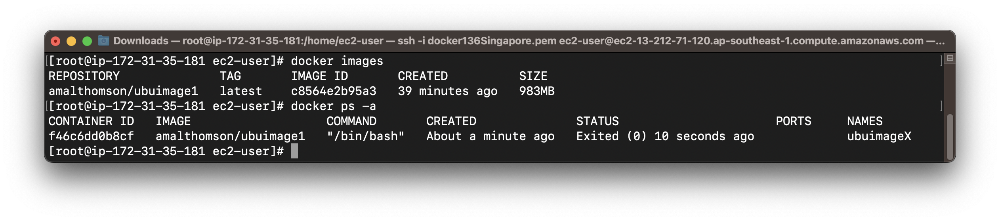 Downloads — root@ip-172-31-35-181:/home/ec2-user — ssh -i docker136Singapore.pem ec2-user@ec2-13-212-71-120.ap-southeast-1.compute.amazonaws.com —...
[[root@ip-172-31-35-181 ec2-user]# docker images ]
REPOSITORY TAG IMAGE ID CREATED SIZE
amalthomson/ubuimage1 latest c8564e2b95a3 39 minutes ago 983MB
[[root@ip-172-31-35-181 ec2-user]# docker ps -a ]
CONTAINER ID IMAGE COMMAND CREATED STATUS PORTS NAMES
f46c6dd0b8cf amalthomson/ubuimage1 "/bin/bash" About a minute ago Exited (0) 10 seconds ago ubuimageX
[root@ip-172-31-35-181 ec2-user]#